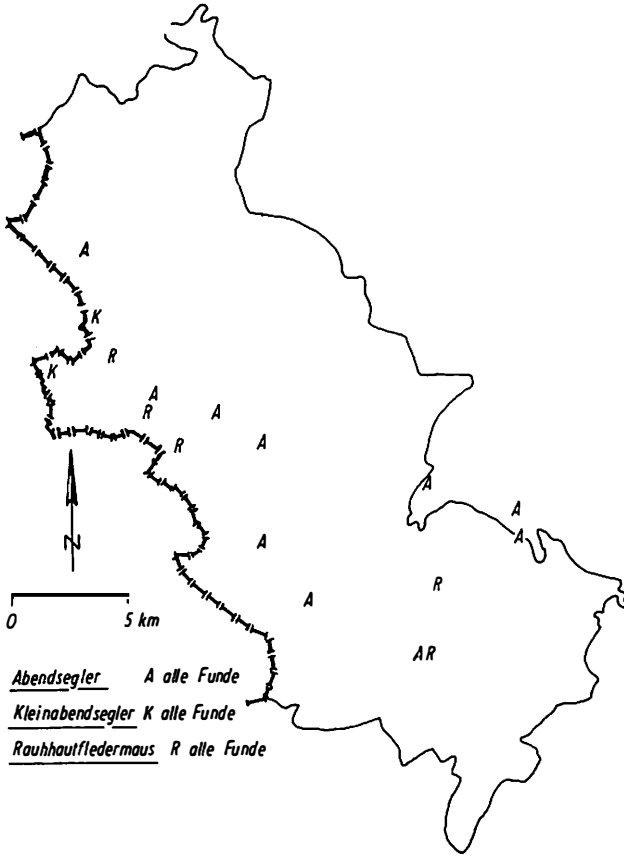 A
K
R
K
A
R A
R A
A
A
A
N
A
R
A
0 5 km
AR
Abendsegler A alle Funde
Kleinabendsegler K alle Funde
Rauhhautfledermaus R alle Funde